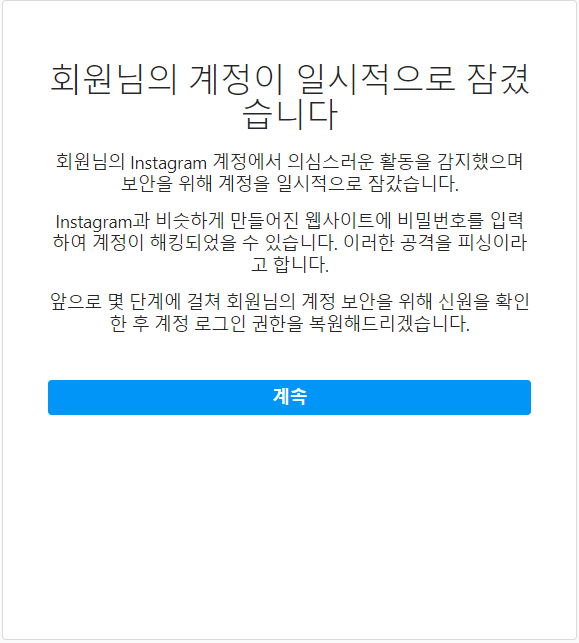 회원님의 계정이 일시적으로 잠겼
습니다
회원님의 Instagram 계정에서 의심스러운 활동을 감지했으며
보안을 위해 계정을 일시적으로 잠갔습니다.
Instagram과 비슷하게 만들어진 웹사이트에 비밀번호를 입력
하여 계정이 해킹되었을 수 있습니다. 이러한 공격을 피싱이라
고 합니다.
앞으로 몇 단계에 걸쳐 회원님의 계정 보안을 위해 신원을 확인
한 후 계정 로그인 권한을 복원해드리겠습니다.
계속